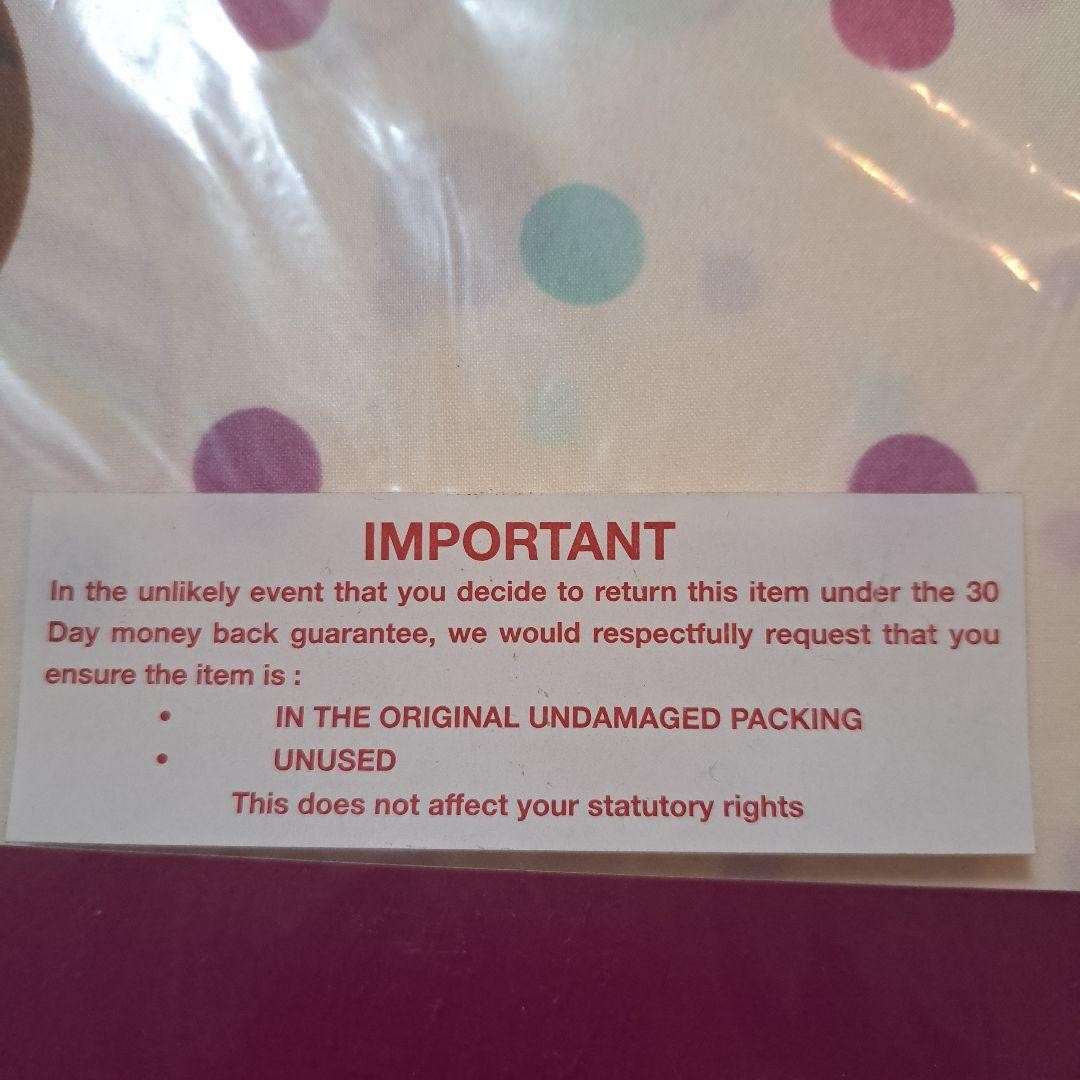 IMPORTANT
In the unlikely event that you decide to return this item under the 30
Day money back guarantee, we would respectfully request that you
ensure the item is :
• IN THE ORIGINAL UNDAMAGED PACKING
• UNUSED
This does not affect your statutory rights